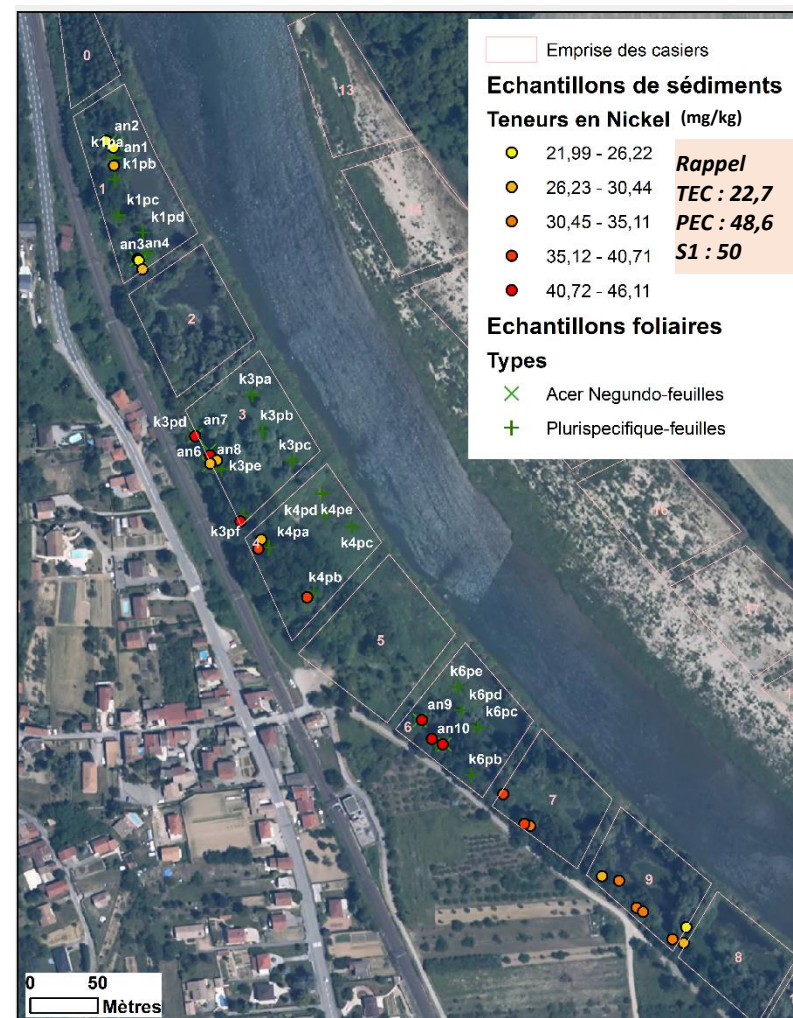 Emprise des casiers
Echantillons de sédiments
Teneurs en Nickel (mg/kg)
21,99 - 26,22
26,23 - 30,44
30,45 - 35,11
35,12 - 40,71
40,72 - 46,11
Rappel
TEC : 22,7
PEC : 48,6
S1 : 50
Echantillons foliaires
Types
Acer Negundo-feuilles
Plurispecifique-feuilles
0
13
an2
k1pa
an1
k1pb
1
k1pc
k1pd
an3
an4
2
k3pa
3
k3pd
an7
k3pb
an6
an8
k3pc
k3pe
k3pf
k4pd
k4pe
4
k4pa
k4pc
k4pb
5
k6pe
k6pd
an9
k6pc
6
an10
k6pb
7
9
8
0 50
Mètres